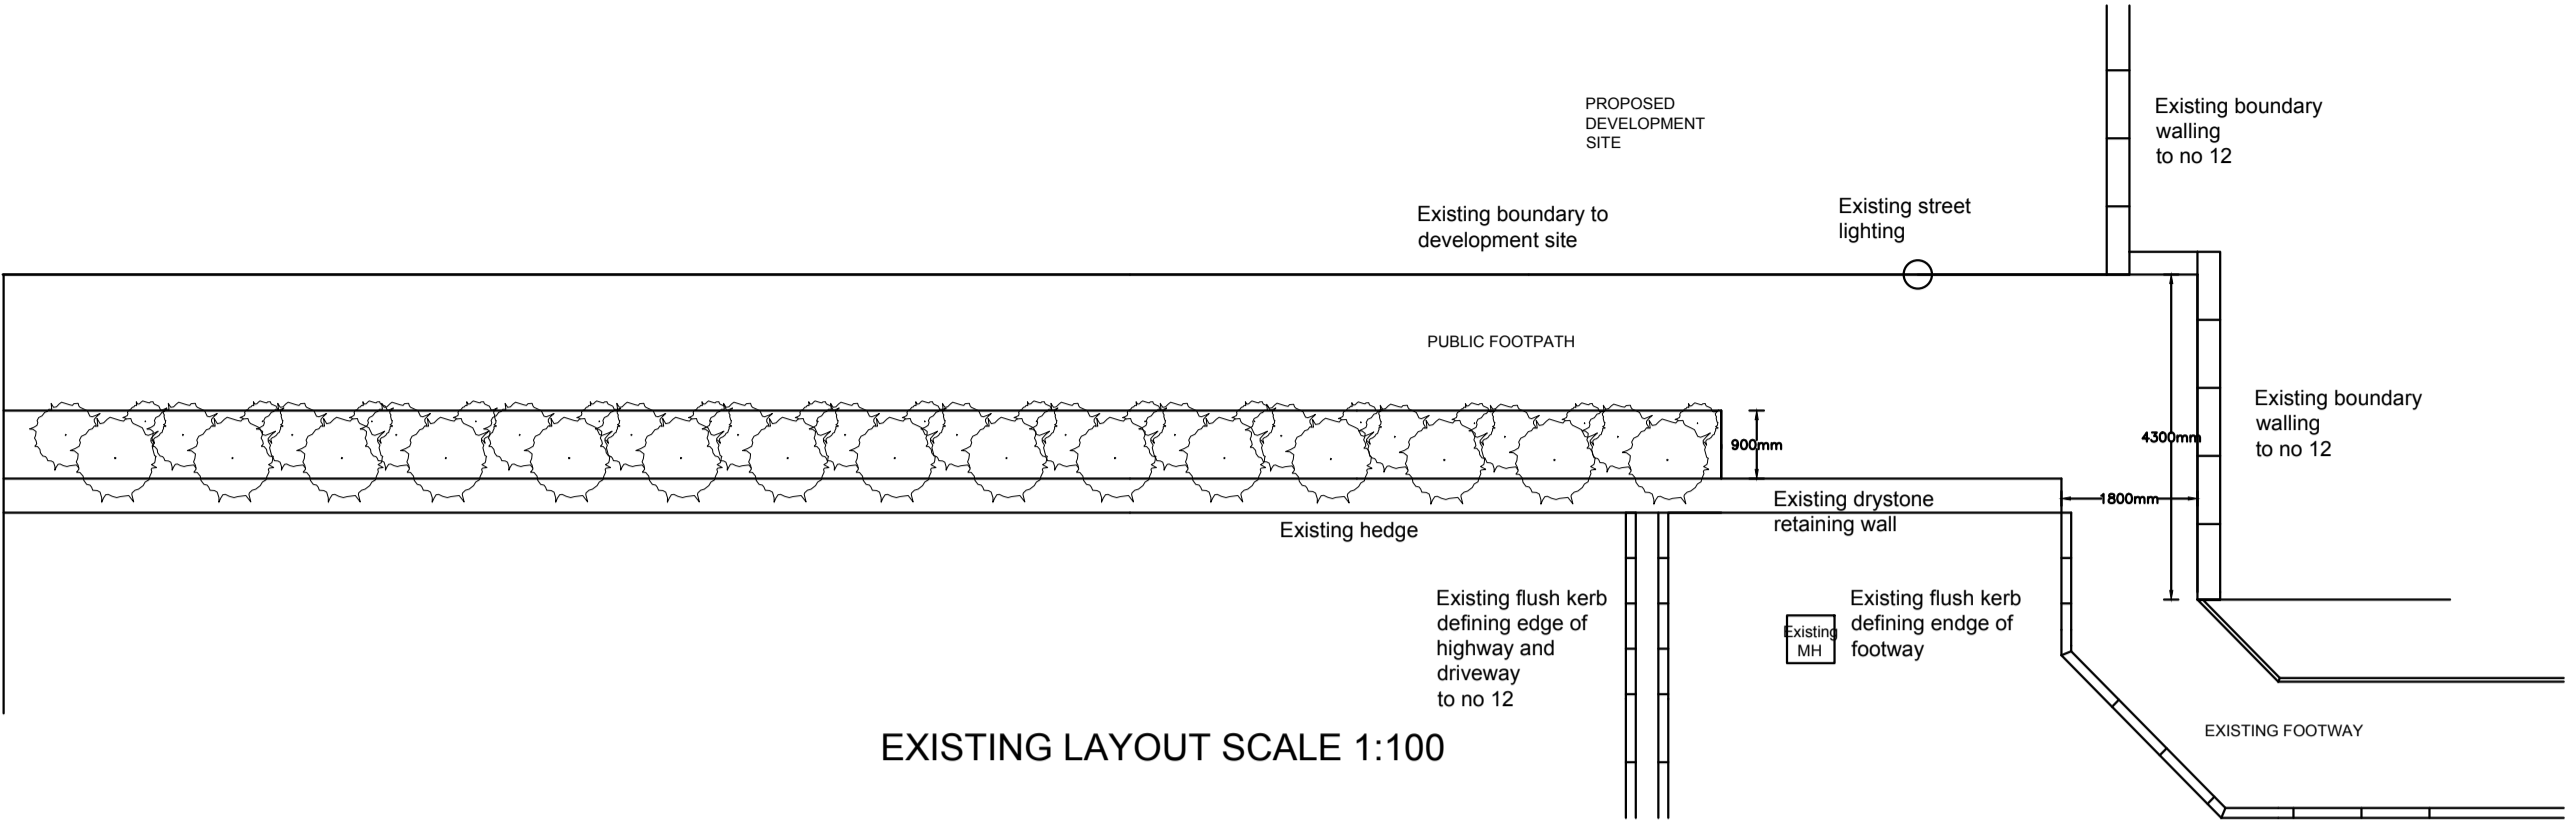 PROPOSED
DEVELOPMENT
SITE
Existing boundary
walling
to no 12
Existing boundary to
development site
Existing street
lighting
PUBLIC FOOTPATH
Existing boundary
walling
to no 12
900mm
4300mm
1800mm
Existing drystone
retaining wall
Existing hedge
Existing flush kerb
defining edge of
highway and
driveway
to no 12
Existing
MH
Existing flush kerb
defining endge of
footway
EXISTING FOOTWAY
EXISTING LAYOUT SCALE 1:100